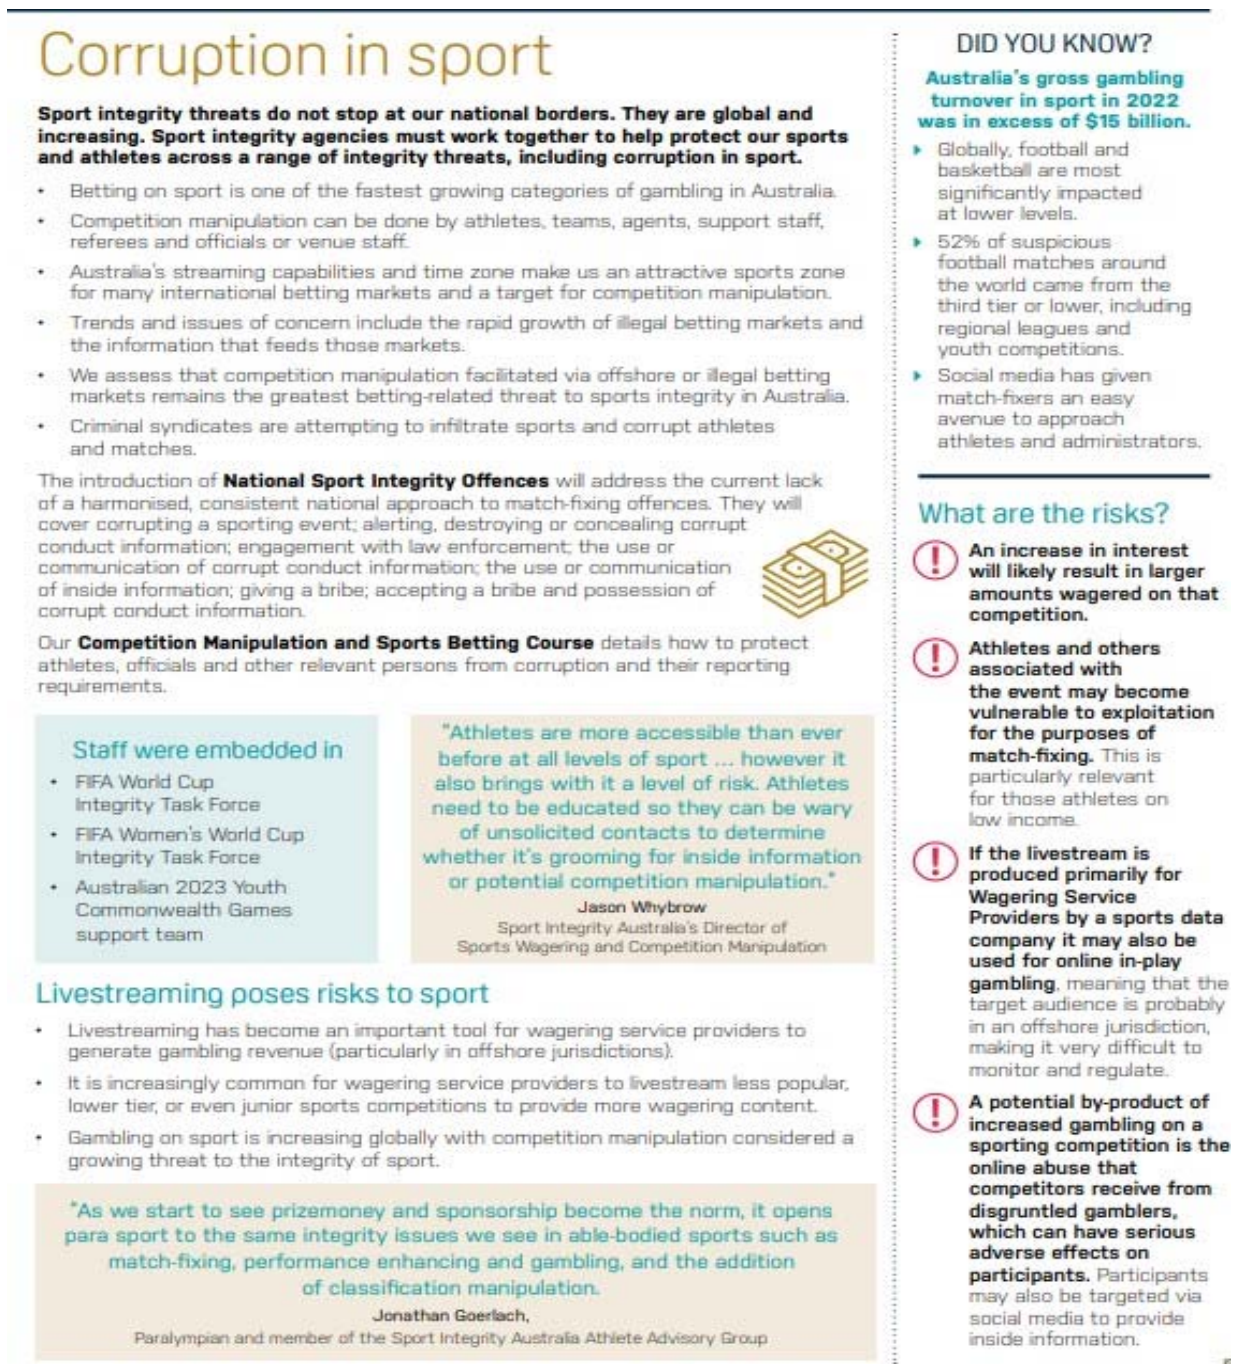 Corruption in sport
Sport integrity threats do not stop at our national borders. They are global and
increasing. Sport integrity agencies must work together to help protect our sports
and athletes across a range of integrity threats, including corruption in sport.
• Betting on sport is one of the fastest growing categories of gambling in Australia.
• Competition manipulation can be done by athletes, teams, agents, support staff,
referees and officials or venue staff.
• Australia's streaming capabilities and time zone make us an attractive sports zone
for many international betting markets and a target for competition manipulation.
• Trends and issues of concern include the rapid growth of illegal betting markets and
the information that feeds those markets.
• We assess that competition manipulation facilitated via offshore or illegal betting
markets remains the greatest betting-related threat to sports integrity in Australia.
• Criminal syndicates are attempting to infiltrate sports and corrupt athletes
and matches.
The introduction of National Sport Integrity Offences will address the current lack
of a harmonised, consistent national approach to match-fixing offences. They will
cover corrupting a sporting event; alerting, destroying or concealing corrupt
conduct information; engagement with law enforcement; the use or
communication of corrupt conduct information; the use or communication
of inside information; giving a bribe; accepting a bribe and possession of
corrupt conduct information.
Our Competition Manipulation and Sports Betting Course details how to protect
athletes, officials and other relevant persons from corruption and their reporting
requirements.
Staff were embedded in
• FIFA World Cup
Integrity Task Force
• FIFA Women's World Cup
Integrity Task Force
• Australian 2023 Youth
Commonwealth Games
support team
"Athletes are more accessible than ever
before at all levels of sport ... however it
also brings with it a level of risk. Athletes
need to be educated so they can be wary
of unsolicited contacts to determine
whether it's grooming for inside information
or potential competition manipulation."
Jason Whybrow
Sport Integrity Australia's Director of
Sports Wagering and Competition Manipulation
Livestreaming poses risks to sport
• Livestreaming has become an important tool for wagering service providers to
generate gambling revenue (particularly in offshore jurisdictions).
• It is increasingly common for wagering service providers to livestream less popular,
lower tier, or even junior sports competitions to provide more wagering content.
• Gambling on sport is increasing globally with competition manipulation considered a
growing threat to the integrity of sport.
"As we start to see prizemoney and sponsorship become the norm, it opens
para sport to the same integrity issues we see in able-bodied sports such as
match-fixing, performance enhancing and gambling, and the addition
of classification manipulation.
Jonathan Goerlach,
Paralympian and member of the Sport Integrity Australia Athlete Advisory Group
DID YOU KNOW?
Australia's gross gambling
turnover in sport in 2022
was in excess of $15 billion.
Globally, football and
basketball are most
significantly impacted
at lower levels.
52% of suspicious
football matches around
the world came from the
third tier or lower, including
regional leagues and
youth competitions.
Social media has given
match-fixers an easy
avenue to approach
athletes and administrators.
What are the risks?
An increase in interest
will likely result in larger
amounts wagered on that
competition.
Athletes and others
associated with
the event may become
vulnerable to exploitation
for the purposes of
match-fixing. This is
particularly relevant
for those athletes on
low income.
If the livestream is
produced primarily for
Wagering Service
Providers by a sports data
company it may also be
used for online in-play
gambling, meaning that the
target audience is probably
in an offshore jurisdiction,
making it very difficult to
monitor and regulate.
A potential by-product of
increased gambling on a
sporting competition is the
online abuse that
competitors receive from
disgruntled gamblers,
which can have serious
adverse effects on
participants. Participants
may also be targeted via
social media to provide
inside information.